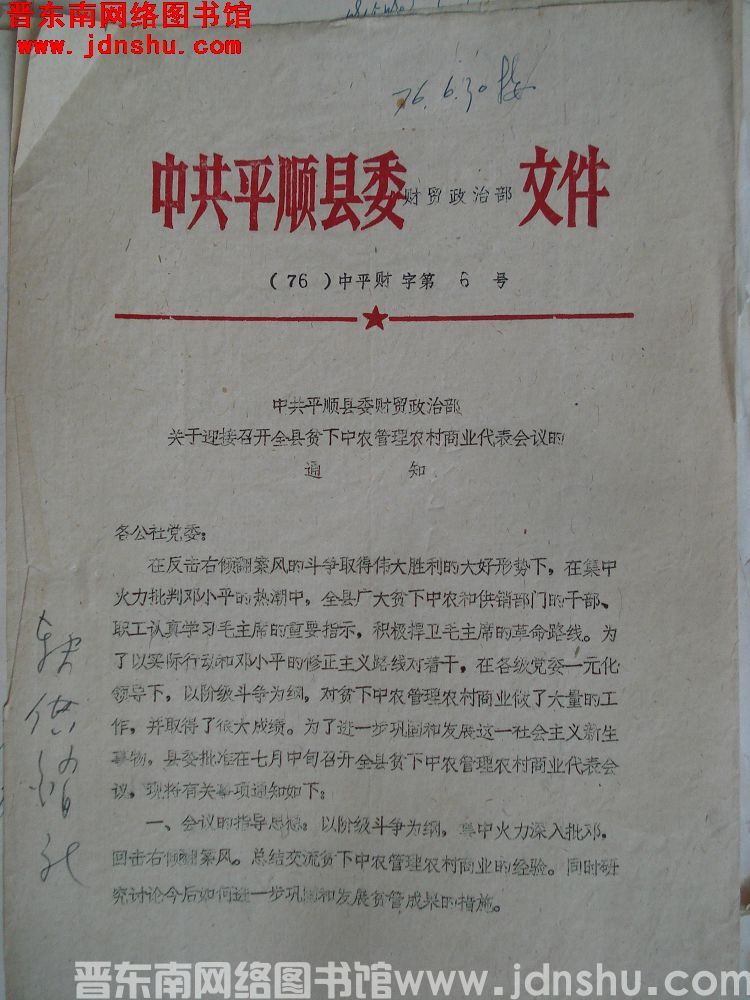 晋东南网络图书馆
www.jdnshu.com
76.6.30接
中共平顺县委财贸政治部 文件
(76)中平财字第 6 号
中共平顺县委财贸政治部
关于迎接召开全县贫下中农管理农村商业代表会议的
通 知
各公社党委:
在反击右倾翻案风的斗争取得伟大胜利的大好形势下,在集中
火力批判邓小平的热潮中,全县广大贫下中农和供销部门的干部、
职工认真学习毛主席的重要指示,积极捍卫毛主席的革命路线。为
了以实际行动和邓小平的修正主义路线对着干,在各级党委一元化
领导下,以阶级斗争为纲,对贫下中农管理农村商业做了大量的工
作,并取得了很大成绩。为了进一步巩固和发展这一社会主义新生
事物,县委批准在七月中旬召开全县贫下中农管理农村商业代表会
议,现将有关事项通知如下:
一、会议的指导思想:以阶级斗争为纲,集中火力深入批邓,
回击右倾翻案风。总结交流贫下中农管理农村商业的经验。同时研
究讨论今后如何进一步巩固和发展贫管成果的措施。
供销社
晋东南网络图书馆www.jdnshu.com